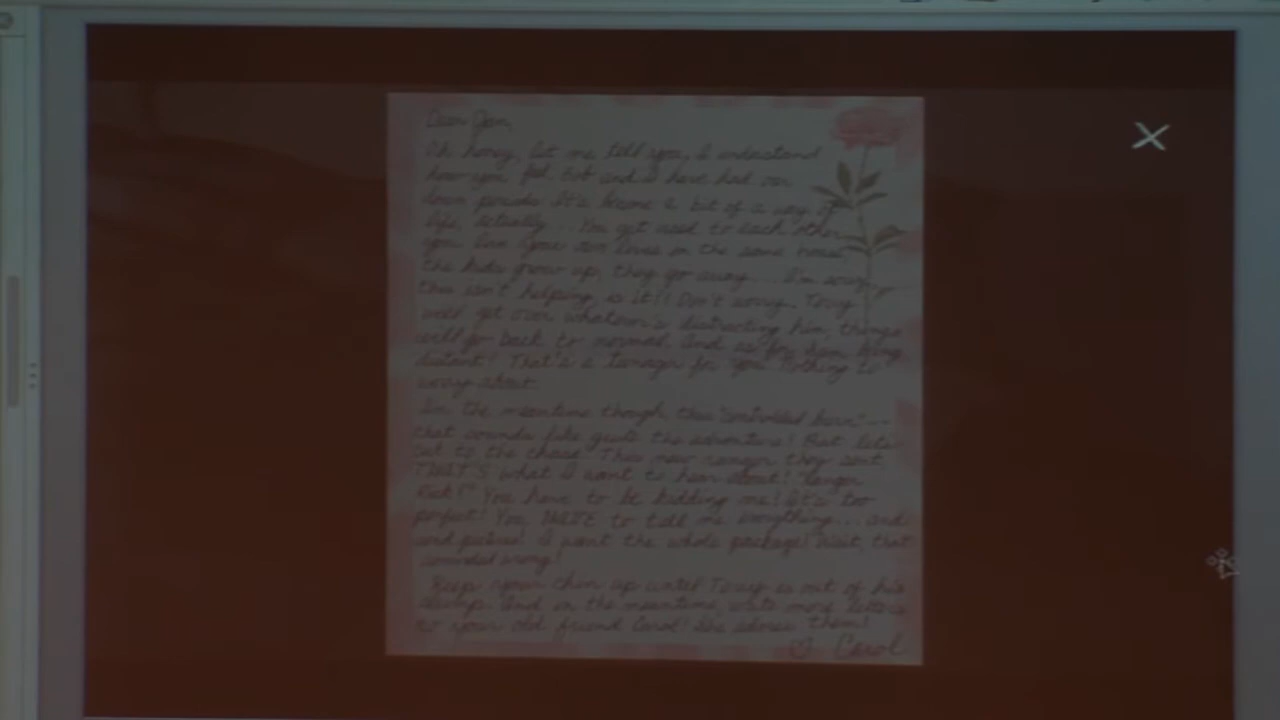 Dear Jan,
Oh honey, let me tell you, I understand
how you feel. Bob and I have had our
down periods. It's become a bit of a way of
life, actually... You get used to each other,
you live your own lives in the same house,
the kids grow up, they go away.... I'm sorry,
this isn't helping, is it!! Don't worry. Terry
will get over whatever's distracting him, things
will go back to normal. And as for Sam being
distant? That's a teenager for you. Nothing to
worry about.
In the meantime though, this "controlled burn"--
that sounds like quite the adventure! But let's
cut to the chase. This new ranger they sent.
THAT'S what I want to hear about! "Ranger
Rick?" You have to be kidding me! It's too
perfect! You HAVE to tell me everything... and
send pictures! I want the whole package! Wait, that
sounded wrong!
Keep your chin up until Terry is out of his
slump. And in the meantime, write more letters
to your old friend Carol! She adores them!
Carol